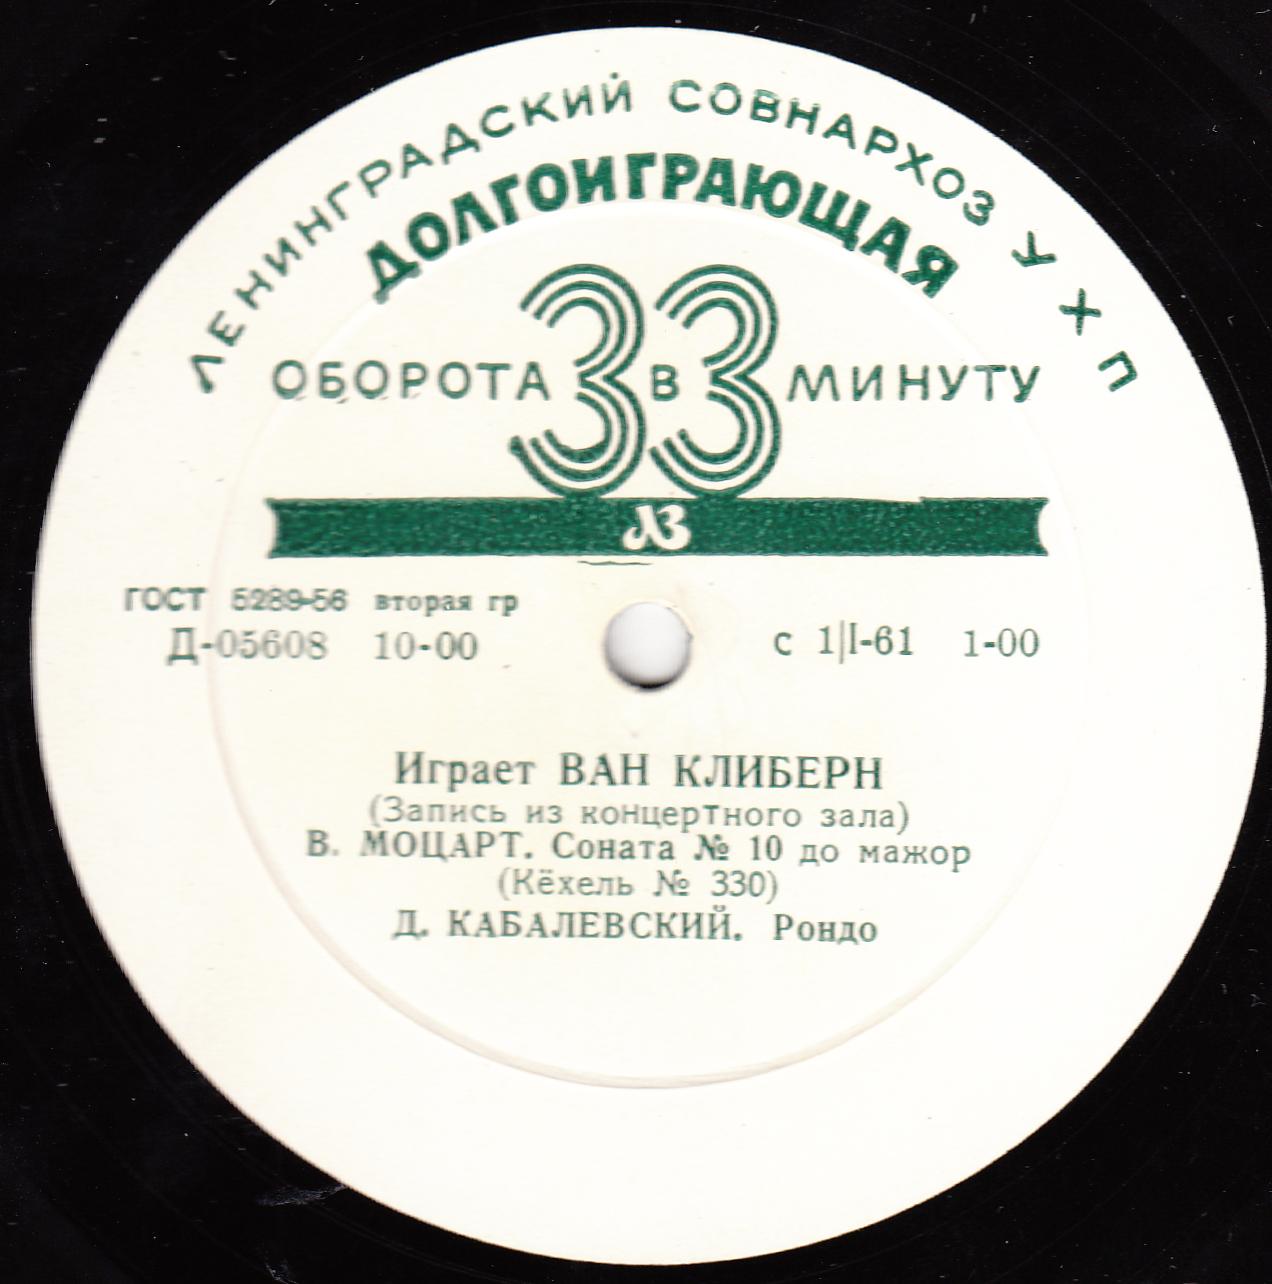 ЛЕНИНГРАДСКИЙ СОВНАРХОЗ УХП
ДОЛГОИГРАЮЩАЯ
ОБОРОТА 33 В МИНУТУ
ЛЗ
ГОСТ 5289-56 вторая гр
Д-05608 10-00 с 1|I-61 1-00
Играет ВАН КЛИБЕРН
(Запись из концертного зала)
В. МОЦАРТ. Соната № 10 до мажор
(Кёхель № 330)
Д. КАБАЛЕВСКИЙ. Рондо